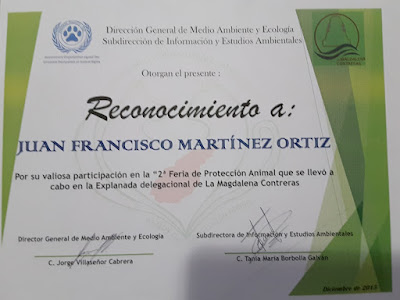 Dirección General de Medio Ambiente y Ecología
Subdirección de Información y Estudios Ambientales
Otorgan el presente :
Reconocimiento a:
JUAN FRANCISCO MARTÍNEZ ORTIZ
Por su valiosa participación en la "2ª Feria de Protección Animal que se llevó a
cabo en la Explanada delegacional de La Magdalena Contreras
Director General de Medio Ambiente y Ecología
Subdirectora de Información y Estudios Ambientales
C. Jorge Villaseñor Cabrera
C. Tania María Borbolla Galván
Diciembre de